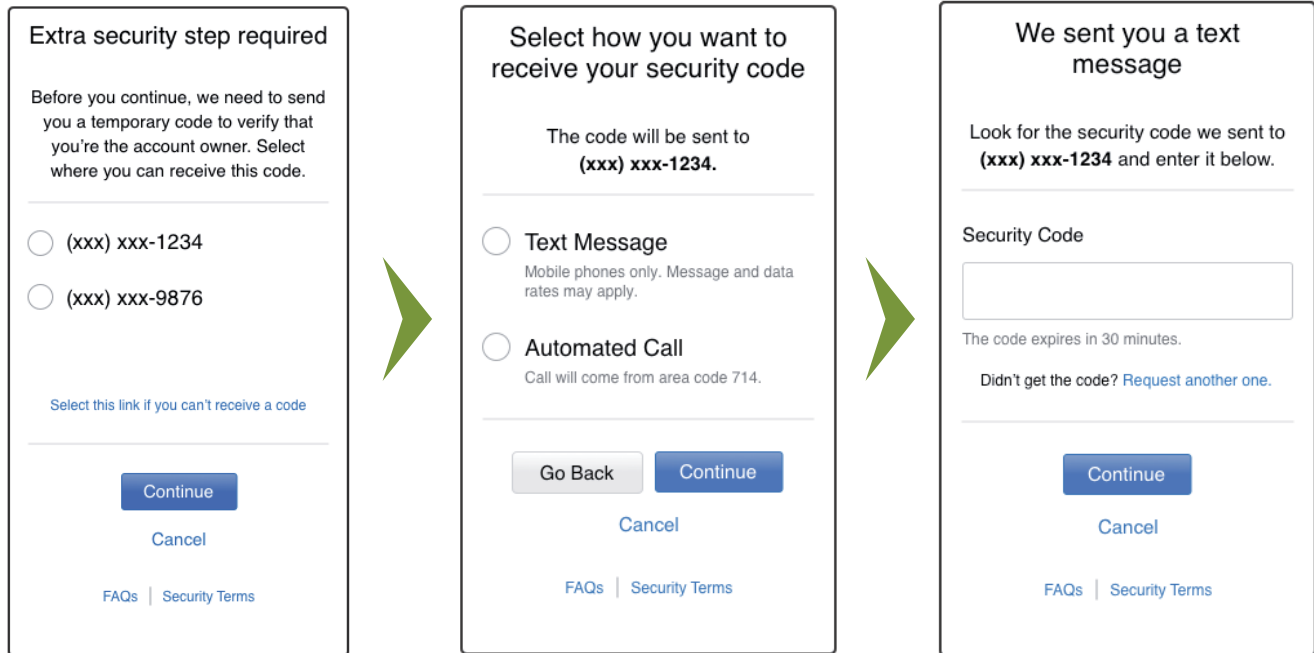 Extra security step required
Before you continue, we need to send
you a temporary code to verify that
you're the account owner. Select
where you can receive this code.
(xxx) xxx-1234
(xxx) xxx-9876
Select this link if you can't receive a code
Continue
Cancel
FAQs | Security Terms
Select how you want to
receive your security code
The code will be sent to
(xxx) xxx-1234.
Text Message
Mobile phones only. Message and data
rates may apply.
Automated Call
Call will come from area code 714.
Go Back Continue
Cancel
FAQs | Security Terms
We sent you a text
message
Look for the security code we sent to
(xxx) xxx-1234 and enter it below.
Security Code
The code expires in 30 minutes.
Didn't get the code? Request another one.
Continue
Cancel
FAQs | Security Terms